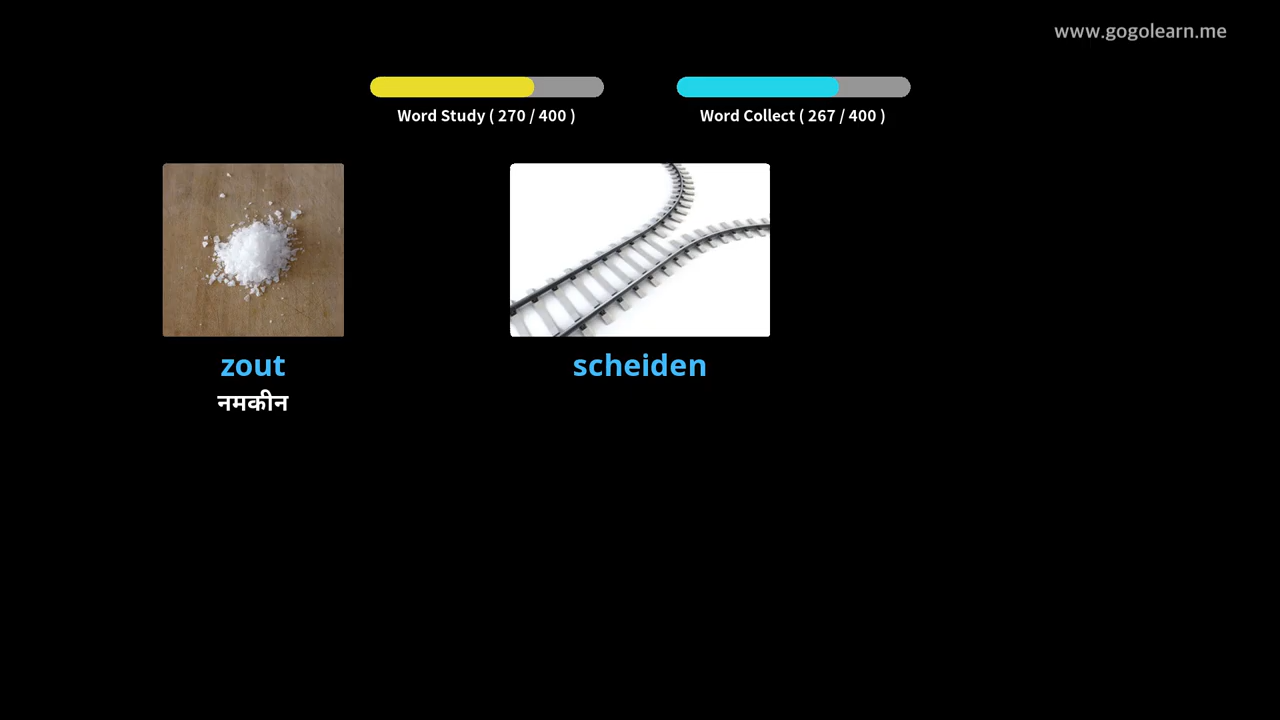 www.gogolearn.me
Word Study ( 270 / 400 )
Word Collect ( 267 / 400 )
zout
नमकीन
scheiden